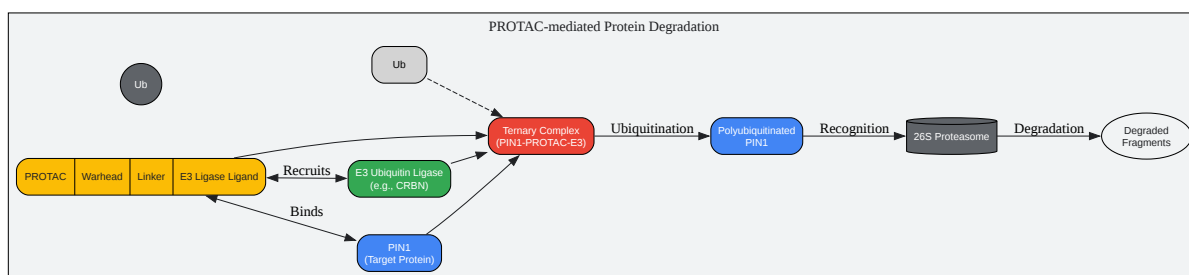 PROTAC-mediated Protein Degradation
Ub
Ub
PROTAC
Warhead
Linker
E3 Ligase Ligand
Recruits
Binds
E3 Ubiquitin Ligase
(e.g., CRBN)
PIN1
(Target Protein)
Ternary Complex
(PIN1-PROTAC-E3)
Ubiquitination
Polyubiquitinated
PIN1
Recognition
26S Proteasome
Degradation
Degraded
Fragments